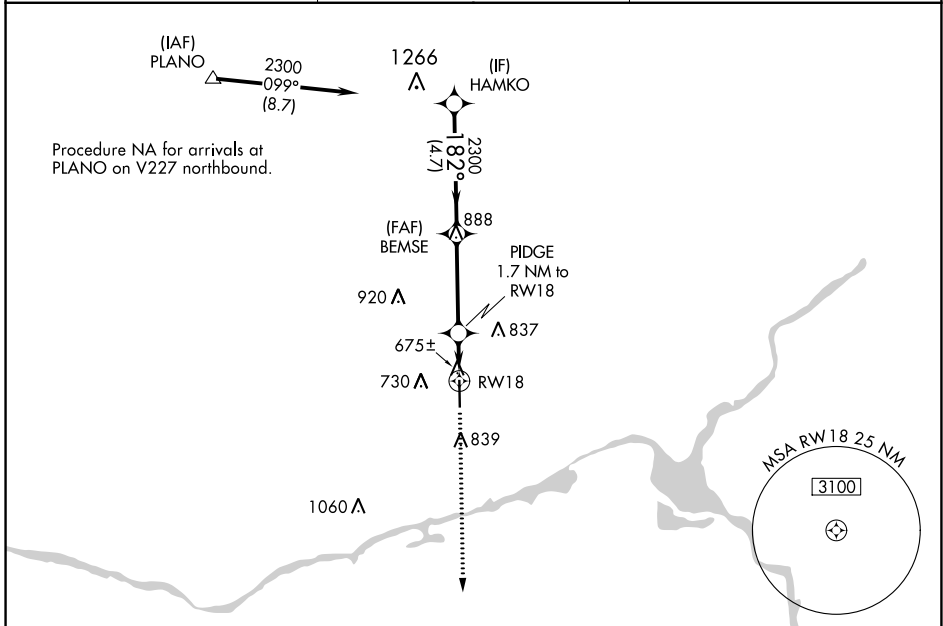 (IAF)
PLANO
2300
099°
(8.7)
1266
(IF)
HAMKO
Procedure NA for arrivals at
PLANO on V227 northbound.
2300
182°
(4.7)
(FAF)
BEMSE
888
PIDGE
1.7 NM to
RW18
920
837
675±
730
RW18
839
1060
MSA RW18 25 NM
3100